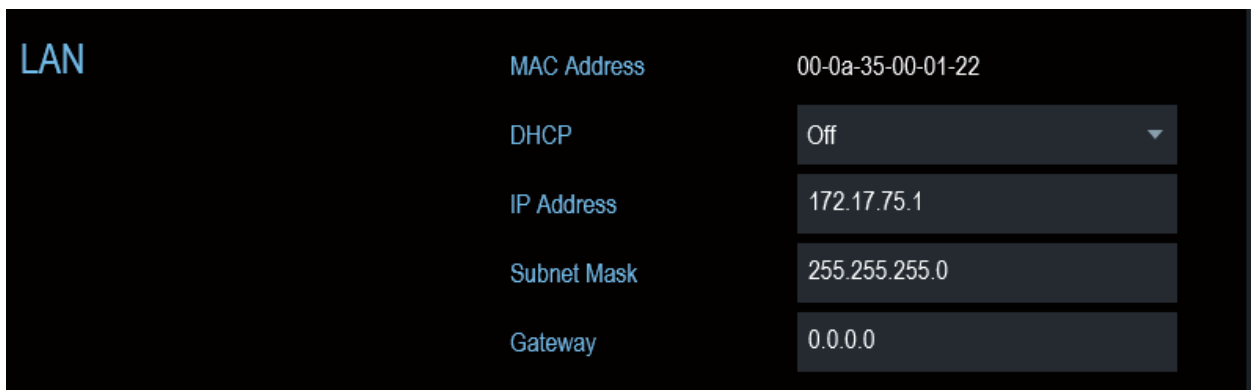 LAN
MAC Address 00-0a-35-00-01-22
DHCP Off
IP Address 172.17.75.1
Subnet Mask 255.255.255.0
Gateway 0.0.0.0